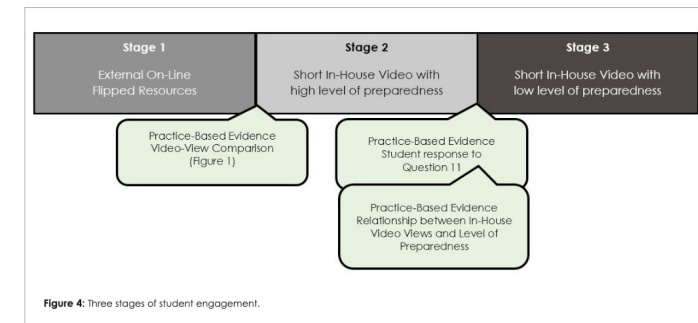 Stage 1
External On-Line
Flipped Resources
Stage 2
Short In-House Video with
high level of preparedness
Stage 3
Short In-House Video with
low level of preparedness
Practice-Based Evidence
Video-View Comparison
(Figure 1)
Practice-Based Evidence
Student response to
Question 11
Practice-Based Evidence
Relationship between In-House
Video Views and Level of
Preparedness
Figure 4: Three stages of student engagement.